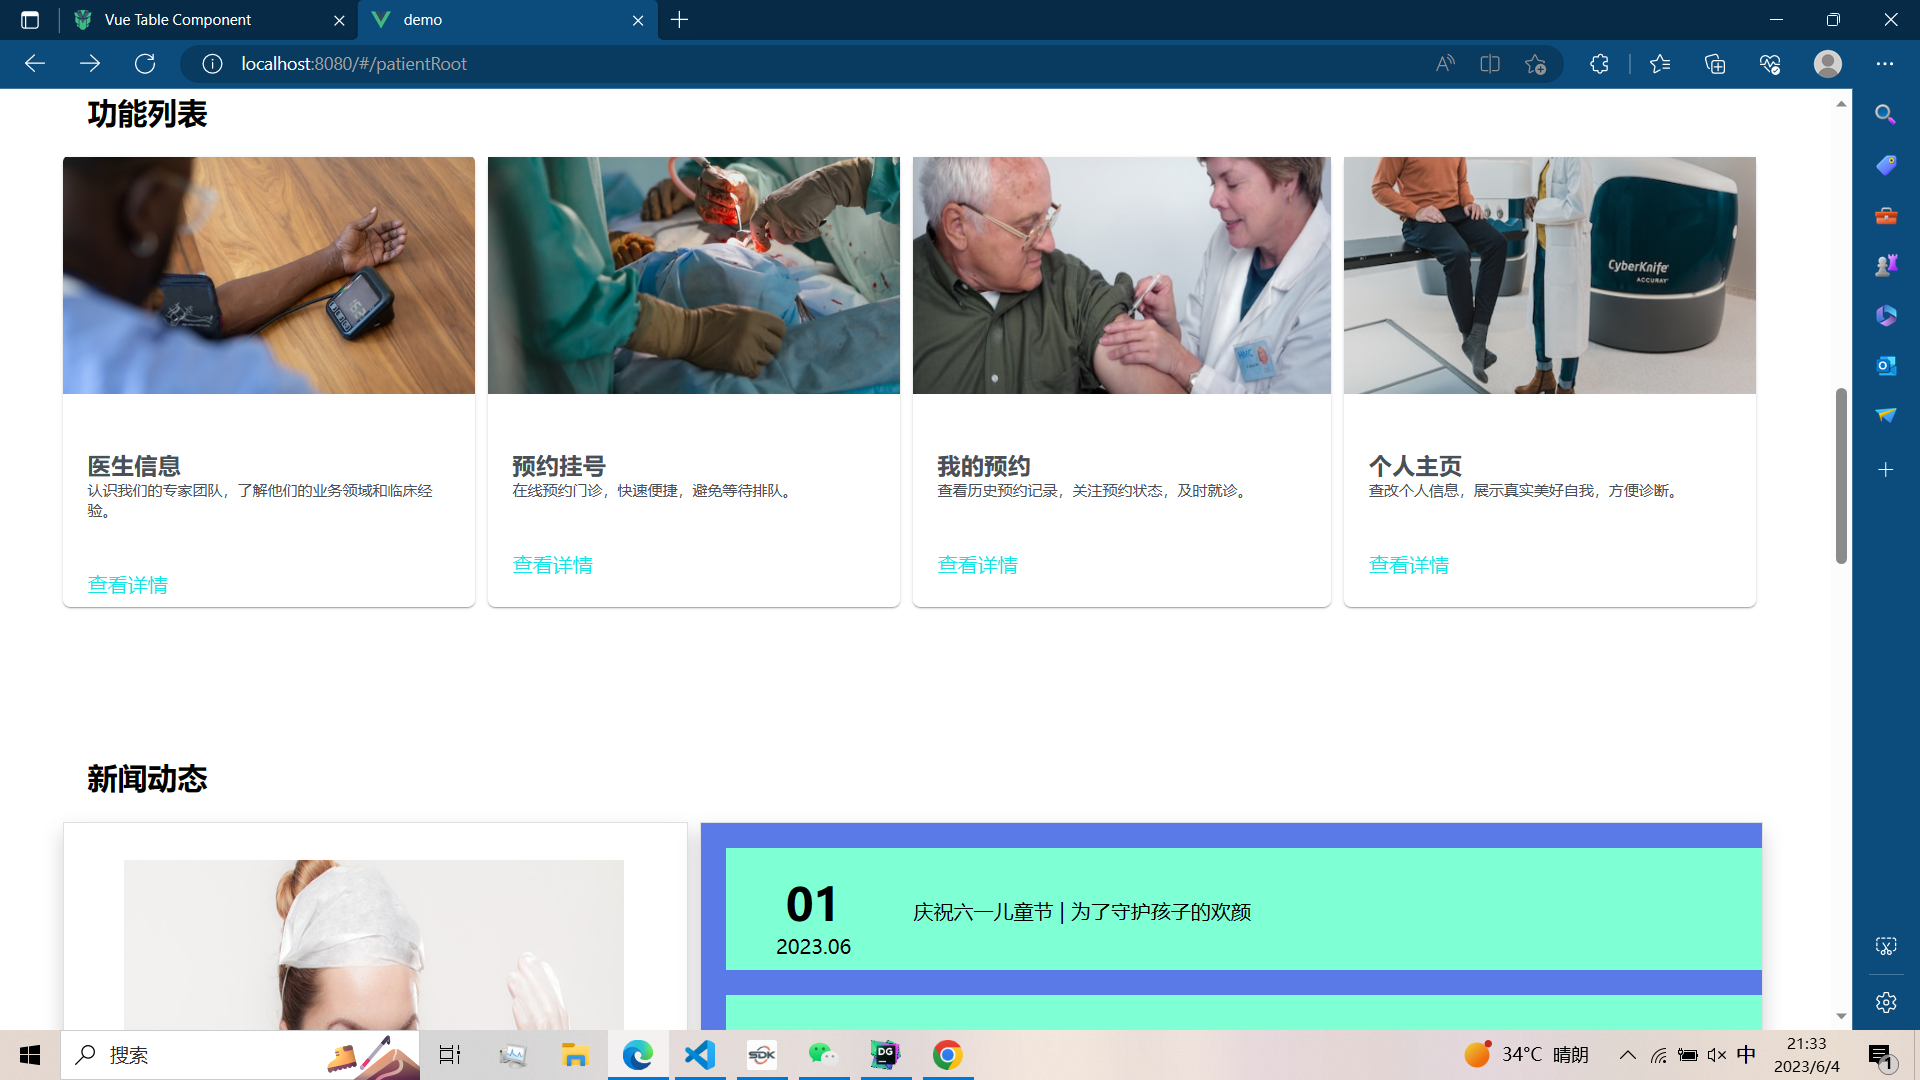 Vue Table Component
demo
localhost:8080/#/patientRoot
功能列表
CyberKnife
ACCURAY
HMC
医生信息
认识我们的专家团队，了解他们的业务领域和临床经
验。
查看详情
预约挂号
在线预约门诊，快速便捷，避免等待排队。
查看详情
我的预约
查看历史预约记录，关注预约状态，及时就诊。
查看详情
个人主页
查改个人信息，展示真实美好自我，方便诊断。
查看详情
新闻动态
01
2023.06
庆祝六一儿童节 | 为了守护孩子的欢颜
搜索
SDK
DG
34°C 晴朗
中
21:33
2023/6/4
1